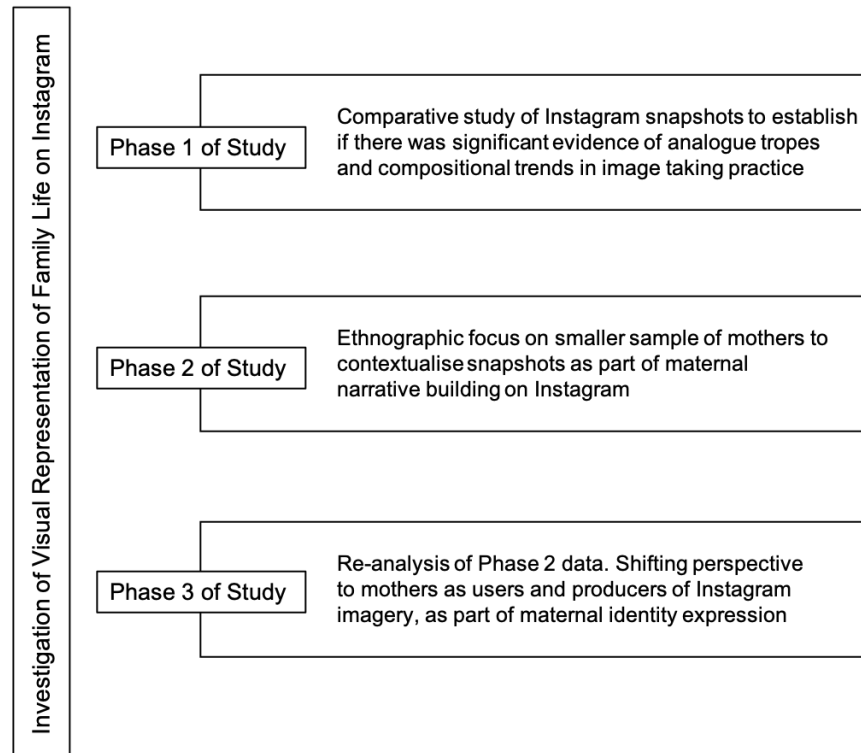 Investigation of Visual Representation of Family Life on Instagram
Phase 1 of Study
Comparative study of Instagram snapshots to establish
if there was significant evidence of analogue tropes
and compositional trends in image taking practice
Phase 2 of Study
Ethnographic focus on smaller sample of mothers to
contextualise snapshots as part of maternal
narrative building on Instagram
Phase 3 of Study
Re-analysis of Phase 2 data. Shifting perspective
to mothers as users and producers of Instagram
imagery, as part of maternal identity expression